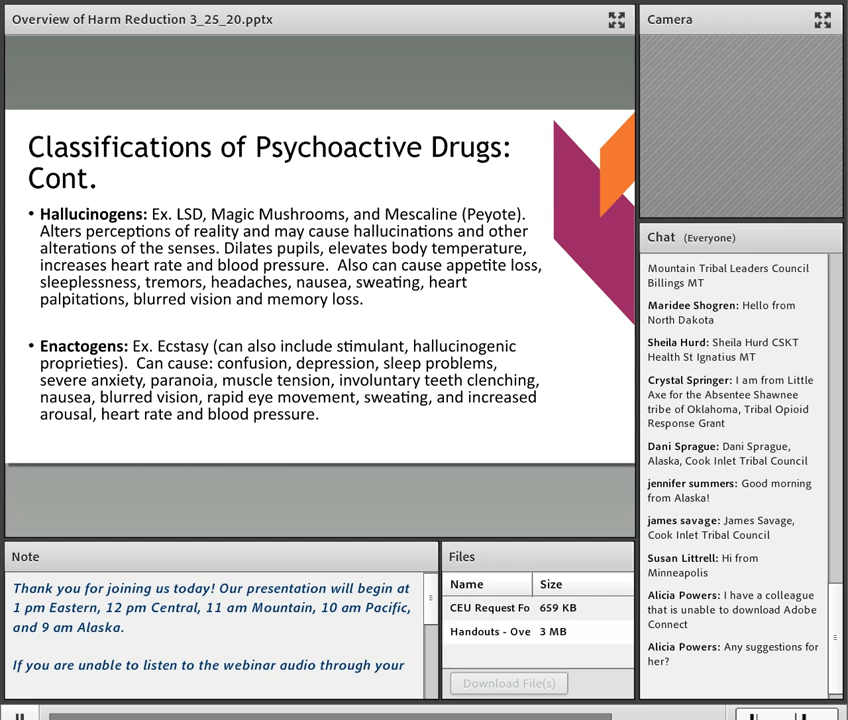 Overview of Harm Reduction 3_25_20.pptx
Classifications of Psychoactive Drugs:
Cont.
• Hallucinogens: Ex. LSD, Magic Mushrooms, and Mescaline (Peyote).
Alters perceptions of reality and may cause hallucinations and other
alterations of the senses. Dilates pupils, elevates body temperature,
increases heart rate and blood pressure.  Also can cause appetite loss,
sleeplessness, tremors, headaches, nausea, sweating, heart
palpitations, blurred vision and memory loss.
• Enactogens: Ex. Ecstasy (can also include stimulant, hallucinogenic
proprieties).  Can cause: confusion, depression, sleep problems,
severe anxiety, paranoia, muscle tension, involuntary teeth clenching,
nausea, blurred vision, rapid eye movement, sweating, and increased
arousal, heart rate and blood pressure.
Note
Thank you for joining us today! Our presentation will begin at
1 pm Eastern, 12 pm Central, 11 am Mountain, 10 am Pacific,
and 9 am Alaska.
If you are unable to listen to the webinar audio through your
Files
Name Size
CEU Request Fo 659 KB
Handouts - Ove 3 MB
Download File(s)
Camera
Chat (Everyone)
Mountain Tribal Leaders Council
Billings MT
Maridee Shogren: Hello from
North Dakota
Sheila Hurd: Sheila Hurd CSKT
Health St Ignatius MT
Crystal Springer: I am from Little
Axe for the Absentee Shawnee
tribe of Oklahoma, Tribal Opioid
Response Grant
Dani Sprague: Dani Sprague,
Alaska, Cook Inlet Tribal Council
jennifer summers: Good morning
from Alaska!
james savage: James Savage,
Cook Inlet Tribal Council
Susan Littrell: Hi from
Minneapolis
Alicia Powers: I have a colleague
that is unable to download Adobe
Connect
Alicia Powers: Any suggestions for
her?